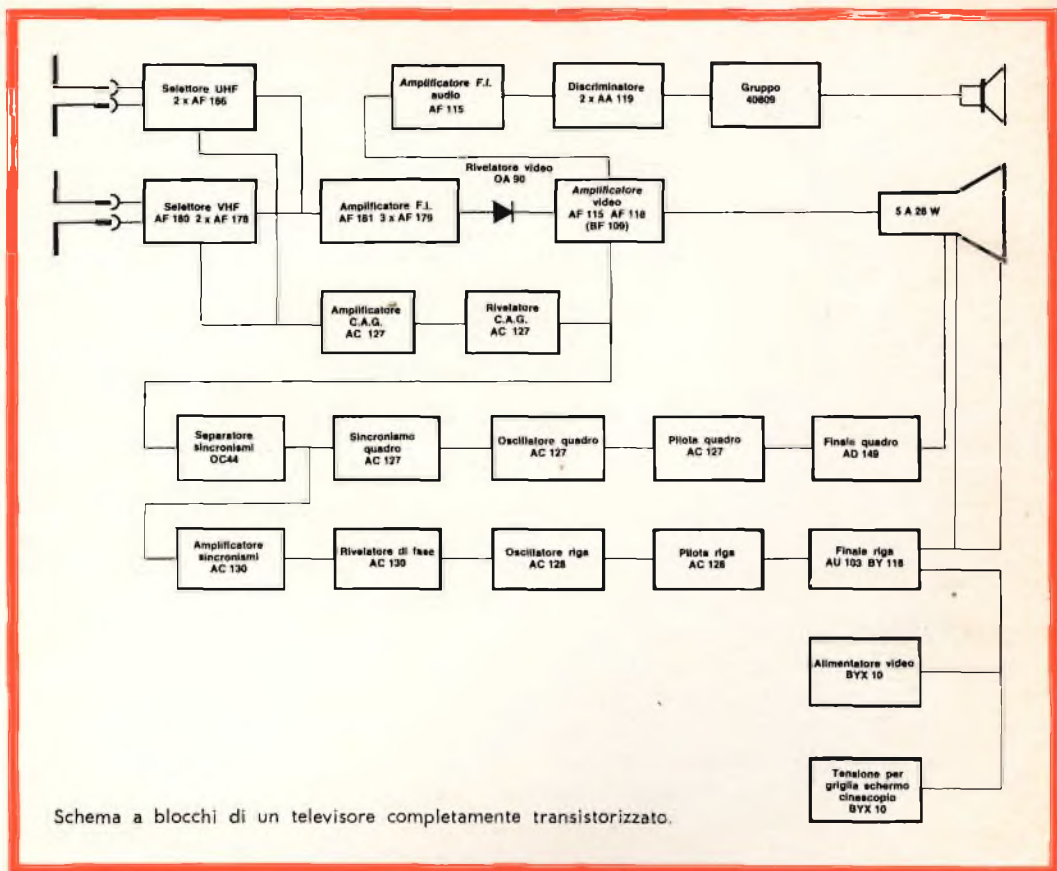 Selettore UHF
2 x AF 186
Amplificatore F.I.
audio
AF 115
Discriminatore
2 x AA 119
Gruppo
40809
Selettore VHF
AF 180 2 x AF 178
Amplificatore F.I.
AF 181 3 x AF 179
Rivelatore video
OA 90
Amplificatore
video
AF 115 AF 118
(BF 109)
5 A 28 W
Amplificatore
C.A.G.
AC 127
Rivelatore
C.A.G.
AC 127
Separatore
sincronismi
OC44
Sincronismo
quadro
AC 127
Oscillatore quadro
AC 127
Pilota quadro
AC 127
Finale quadro
AD 149
Amplificatore
sincronismi
AC 130
Rivelatore di fase
AC 130
Oscillatore riga
AC 128
Pilota riga
AC 128
Finale riga
AU 103 BY 118
Alimentatore video
BYX 10
Tensione per
griglia schermo
cinescopio
BYX 10
Schema a blocchi di un televisore completamente transistorizzato.